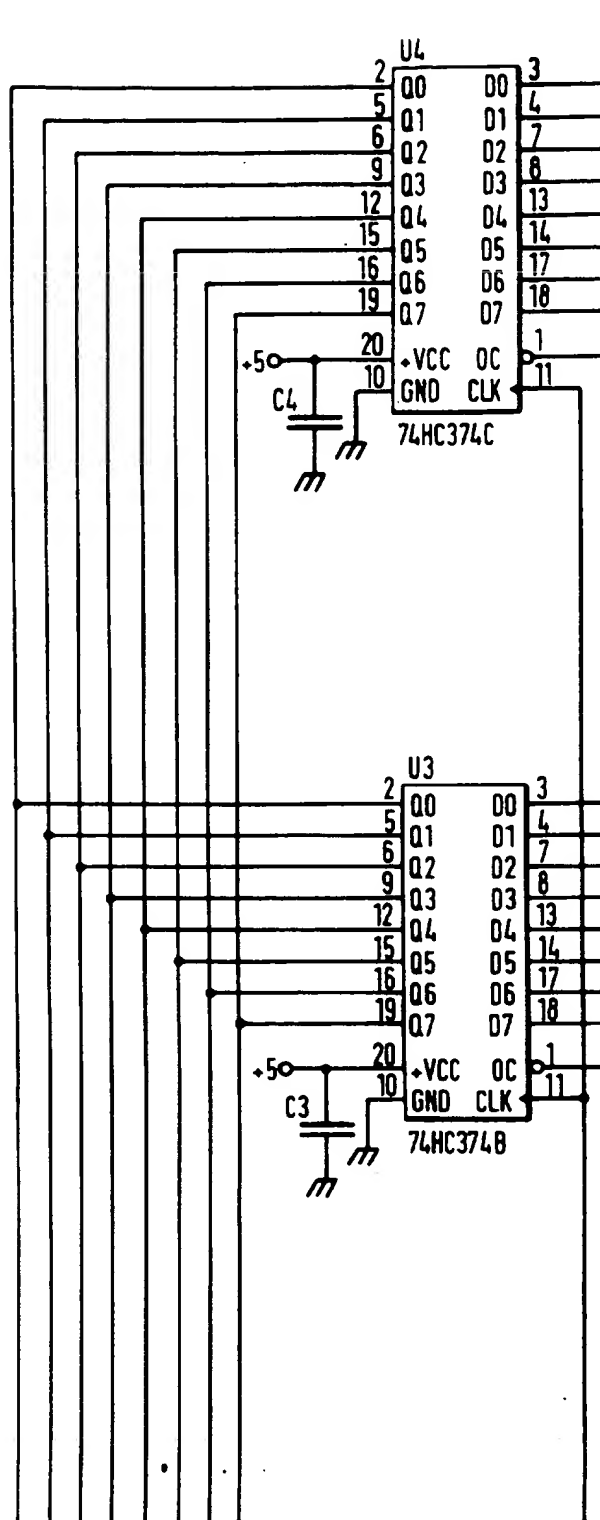 U4
2 Q0 D0 3
5 Q1 D1 4
6 Q2 D2 7
9 Q3 D3 8
12 Q4 D4 13
15 Q5 D5 14
16 Q6 D6 17
19 Q7 D7 18
+5 20 +VCC OC 1
10 GND CLK 11
C4
74HC374C
U3
2 Q0 D0 3
5 Q1 D1 4
6 Q2 D2 7
9 Q3 D3 8
12 Q4 D4 13
15 Q5 D5 14
16 Q6 D6 17
19 Q7 D7 18
+5 20 +VCC OC 1
10 GND CLK 11
C3
74HC374B